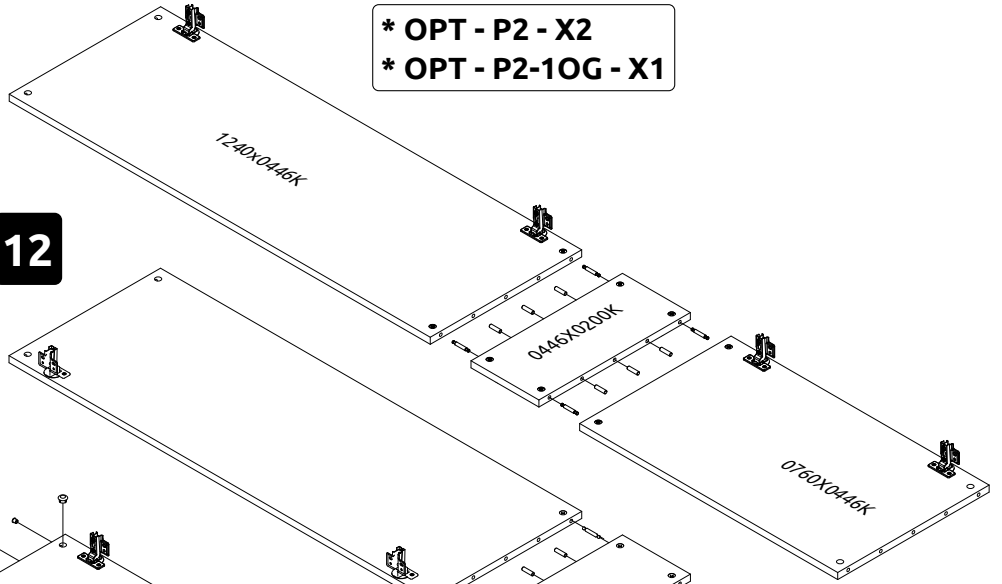 * OPT - P2 - X2
* OPT - P2-1OG - X1
1240x0446K
12
0446X0200K
0760X0446K